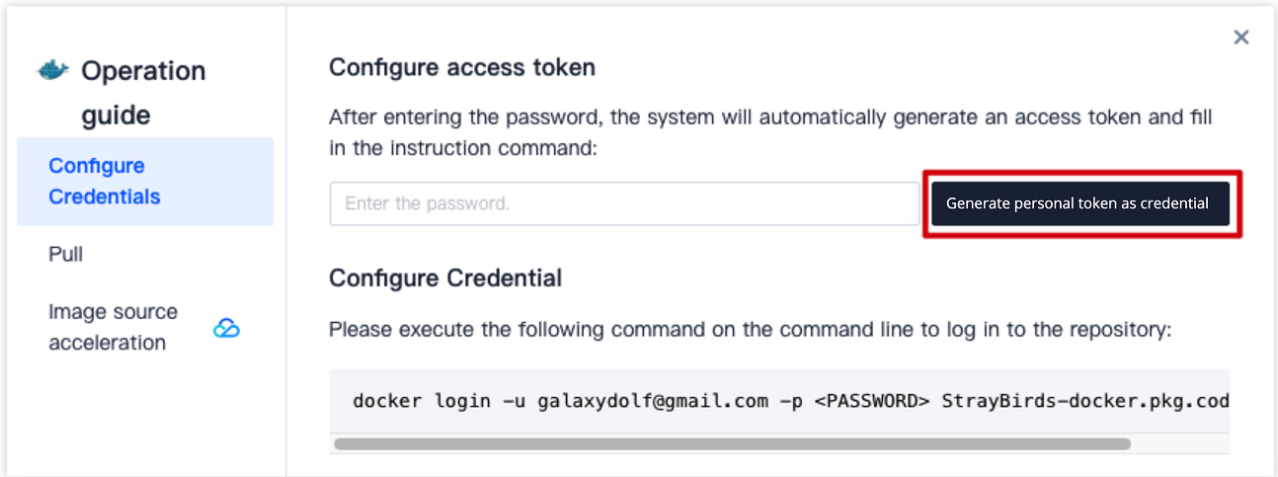 Operation
guide
Configure
Credentials
Pull
Image source
acceleration
Configure access token
After entering the password, the system will automatically generate an access token and fill
in the instruction command:
Enter the password.
Generate personal token as credential
Configure Credential
Please execute the following command on the command line to log in to the repository:
docker login -u galaxydolf@gmail.com -p <PASSWORD> StrayBirds-docker.pkg.cod